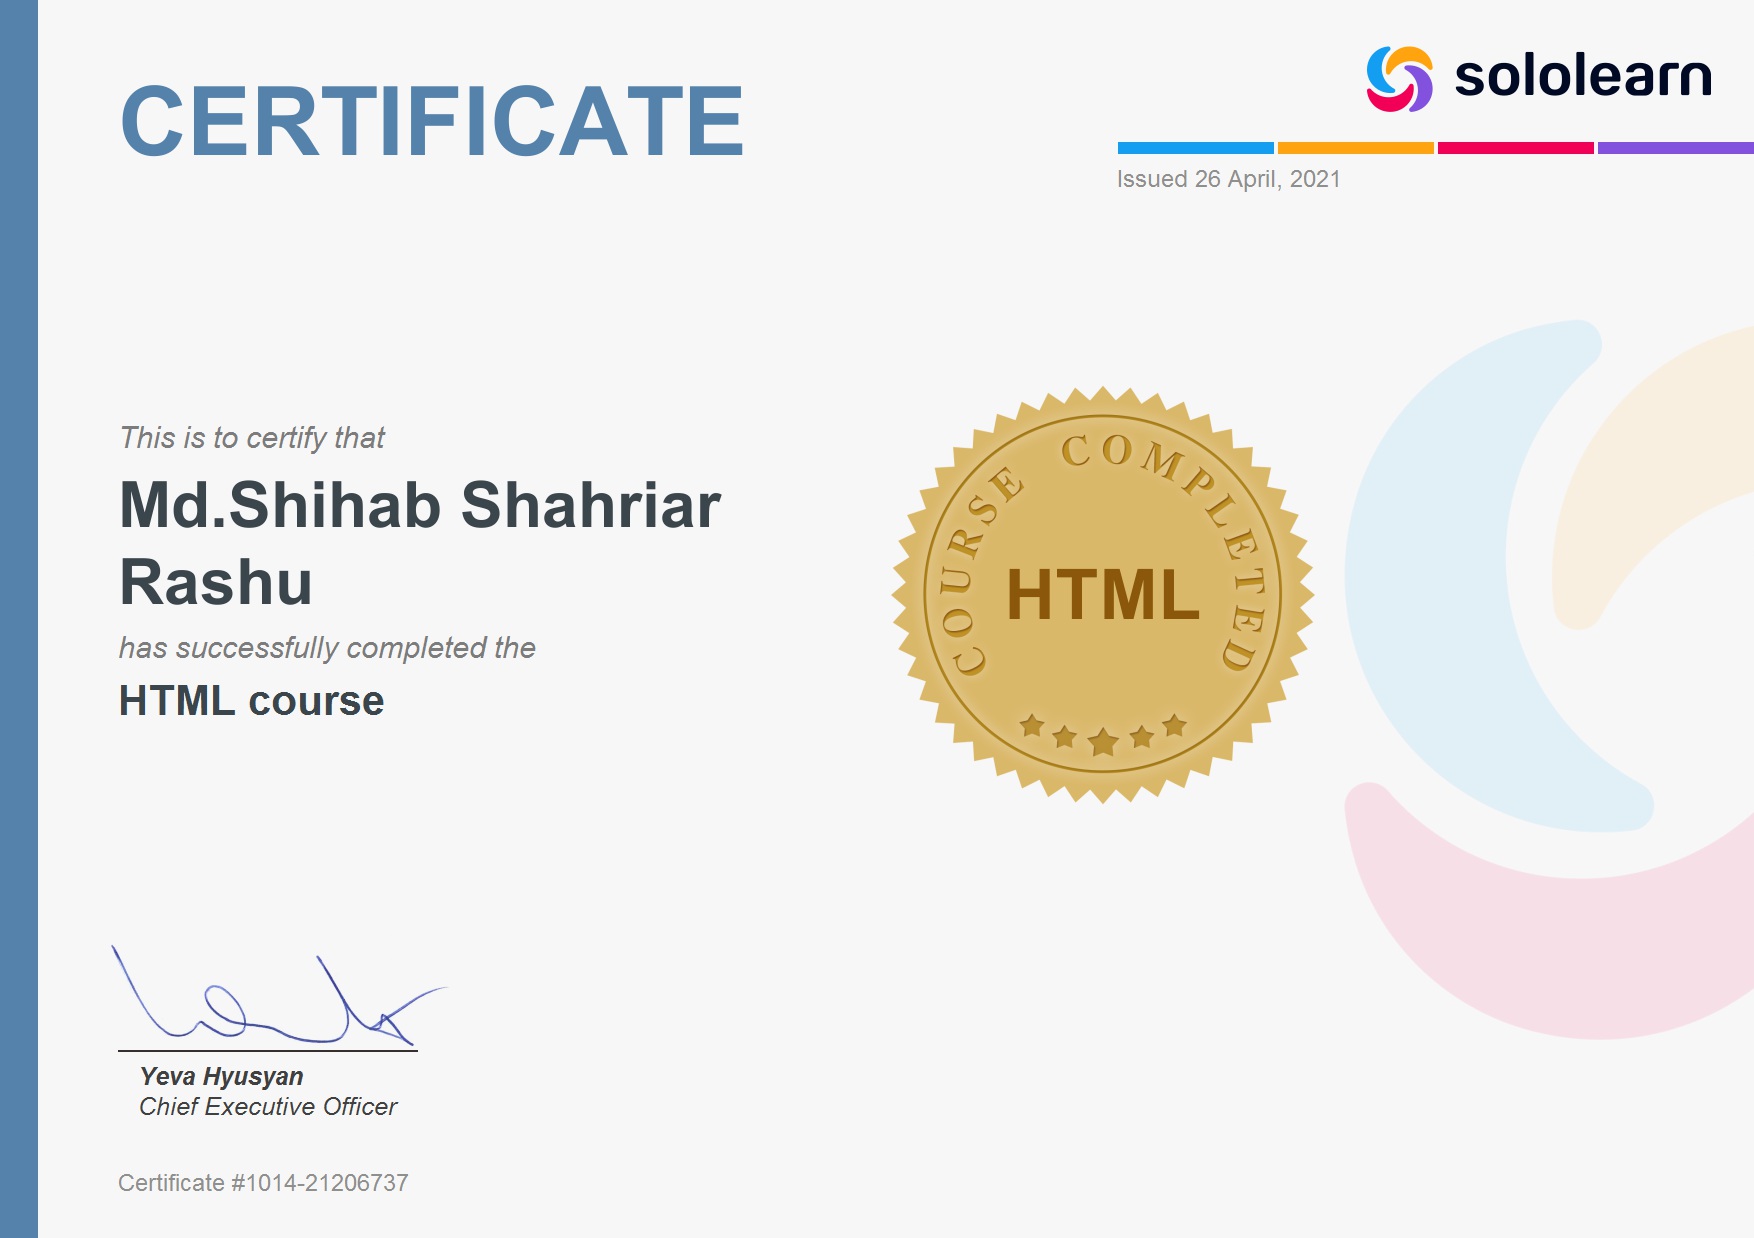 CERTIFICATE
sololearn
Issued 26 April, 2021
This is to certify that
Md.Shihab Shahriar
Rashu
has successfully completed the
HTML course
COURSE COMPLETED
HTML
Yeva Hyusyan
Chief Executive Officer
Certificate #1014-21206737